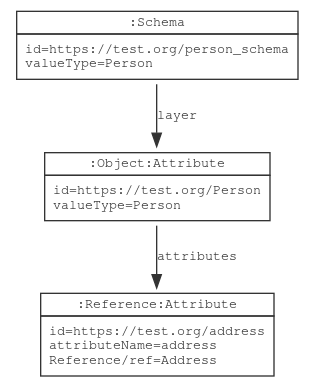 :Schema
id=https://test.org/person_schema
valueType=Person
layer
:Object:Attribute
id=https://test.org/Person
valueType=Person
attributes
:Reference:Attribute
id=https://test.org/address
attributeName=address
Reference/ref=Address